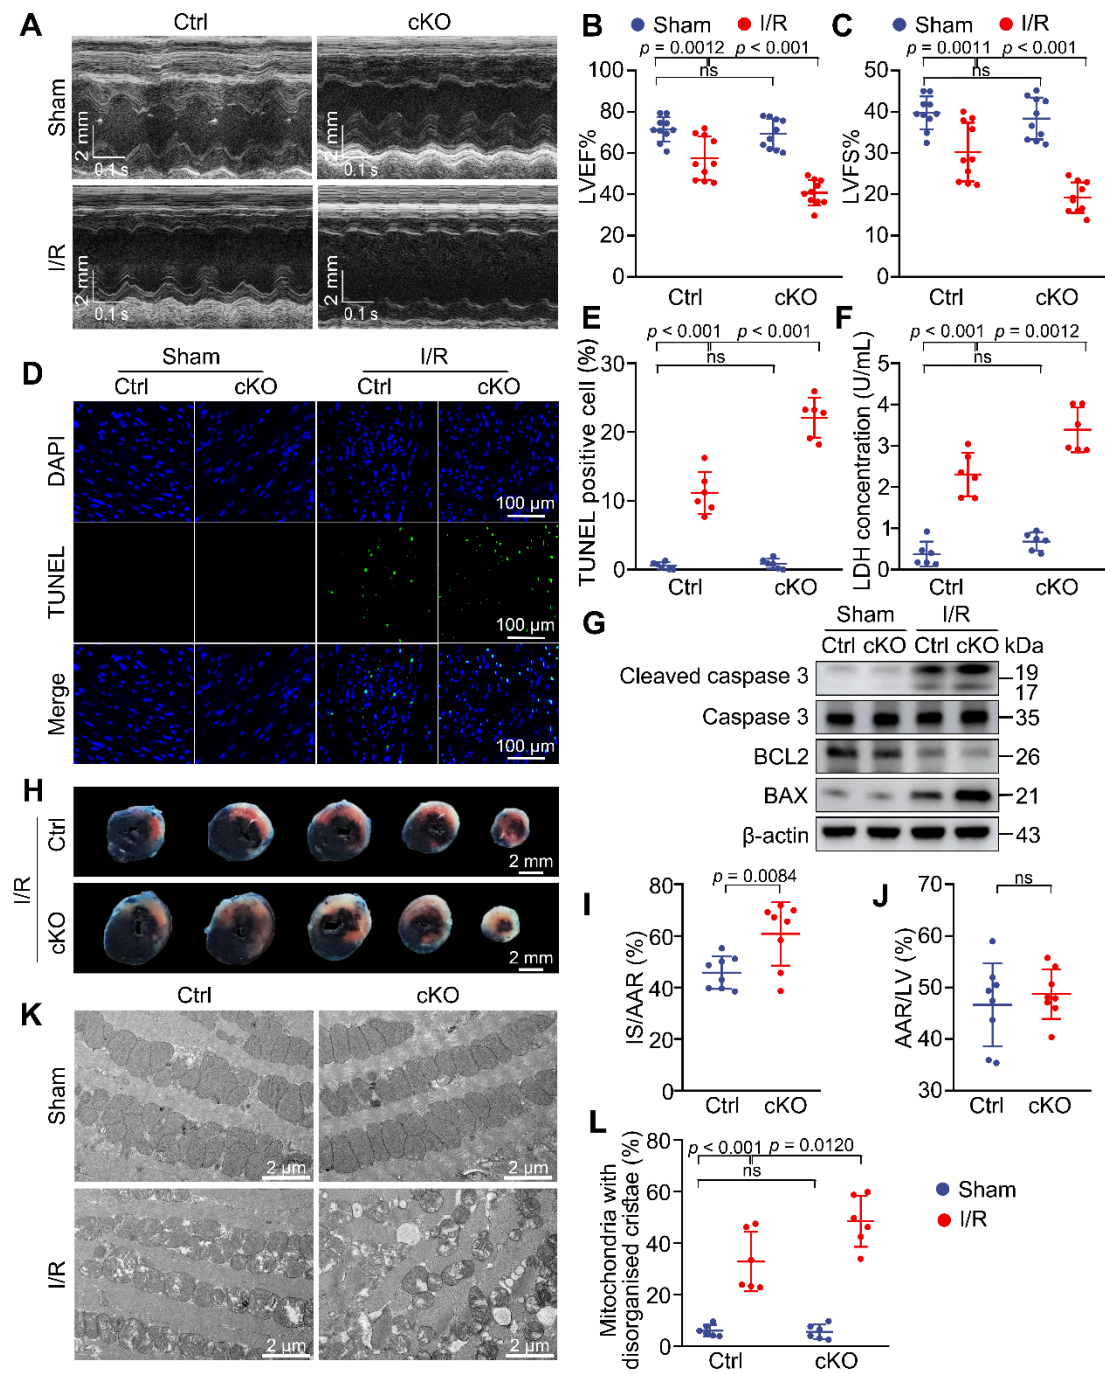 A
Ctrl
cKO
Sham
I/R
2 mm
0.1 s
2 mm
0.1 s
B
Sham
I/R
p = 0.0012
p < 0.001
ns
LVEF%
100
80
60
40
20
0
Ctrl
cKO
C
Sham
I/R
p = 0.0011
p < 0.001
ns
LVFS%
50
40
30
20
10
0
Ctrl
cKO
D
Sham
I/R
Ctrl
cKO
Ctrl
cKO
DAPI
100 µm
100 µm
TUNEL
100 µm
100 µm
Merge
100 µm
100 µm
E
p < 0.001
p < 0.001
ns
TUNEL positive cell (%)
30
20
10
0
Ctrl
cKO
F
p < 0.001
p = 0.0012
ns
LDH concentration (U/mL)
5
4
3
2
1
0
Ctrl
cKO
G
Sham
I/R
Ctrl cKO Ctrl cKO kDa
Cleaved caspase 3
19
17
Caspase 3
35
BCL2
26
BAX
21
β-actin
43
H
I/R
Ctrl
2 mm
cKO
2 mm
I
p = 0.0084
IS/AAR (%)
80
60
40
20
0
Ctrl
cKO
J
ns
AAR/LV (%)
70
60
50
40
30
Ctrl
cKO
K
Ctrl
cKO
Sham
2 µm
2 µm
I/R
2 µm
2 µm
L
p < 0.001
p = 0.0120
ns
Mitochondria with
disorganised cristae (%)
80
60
40
20
0
Ctrl
cKO
Sham
I/R